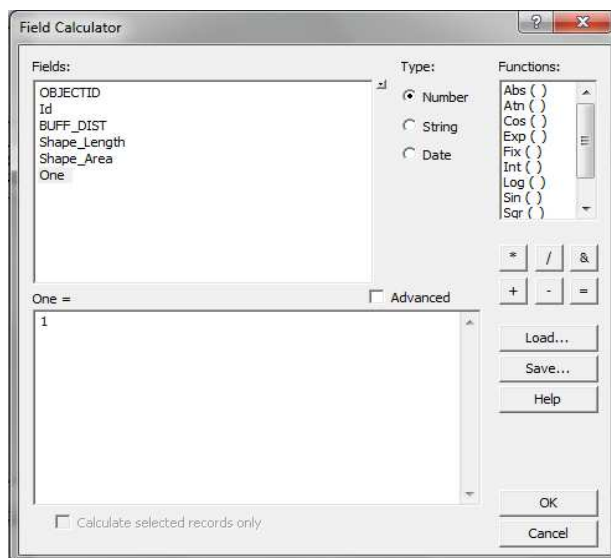 Field Calculator
?
X
Fields:
OBJECTID
Id
BUFF_DIST
Shape_Length
Shape_Area
One
Type:
Number
String
Date
Functions:
Abs ( )
Atn ( )
Cos ( )
Exp ( )
Fix ( )
Int ( )
Log ( )
Sin ( )
Sqr ( )
* / &
+ - =
One =
Advanced
1
Load...
Save...
Help
Calculate selected records only
OK
Cancel